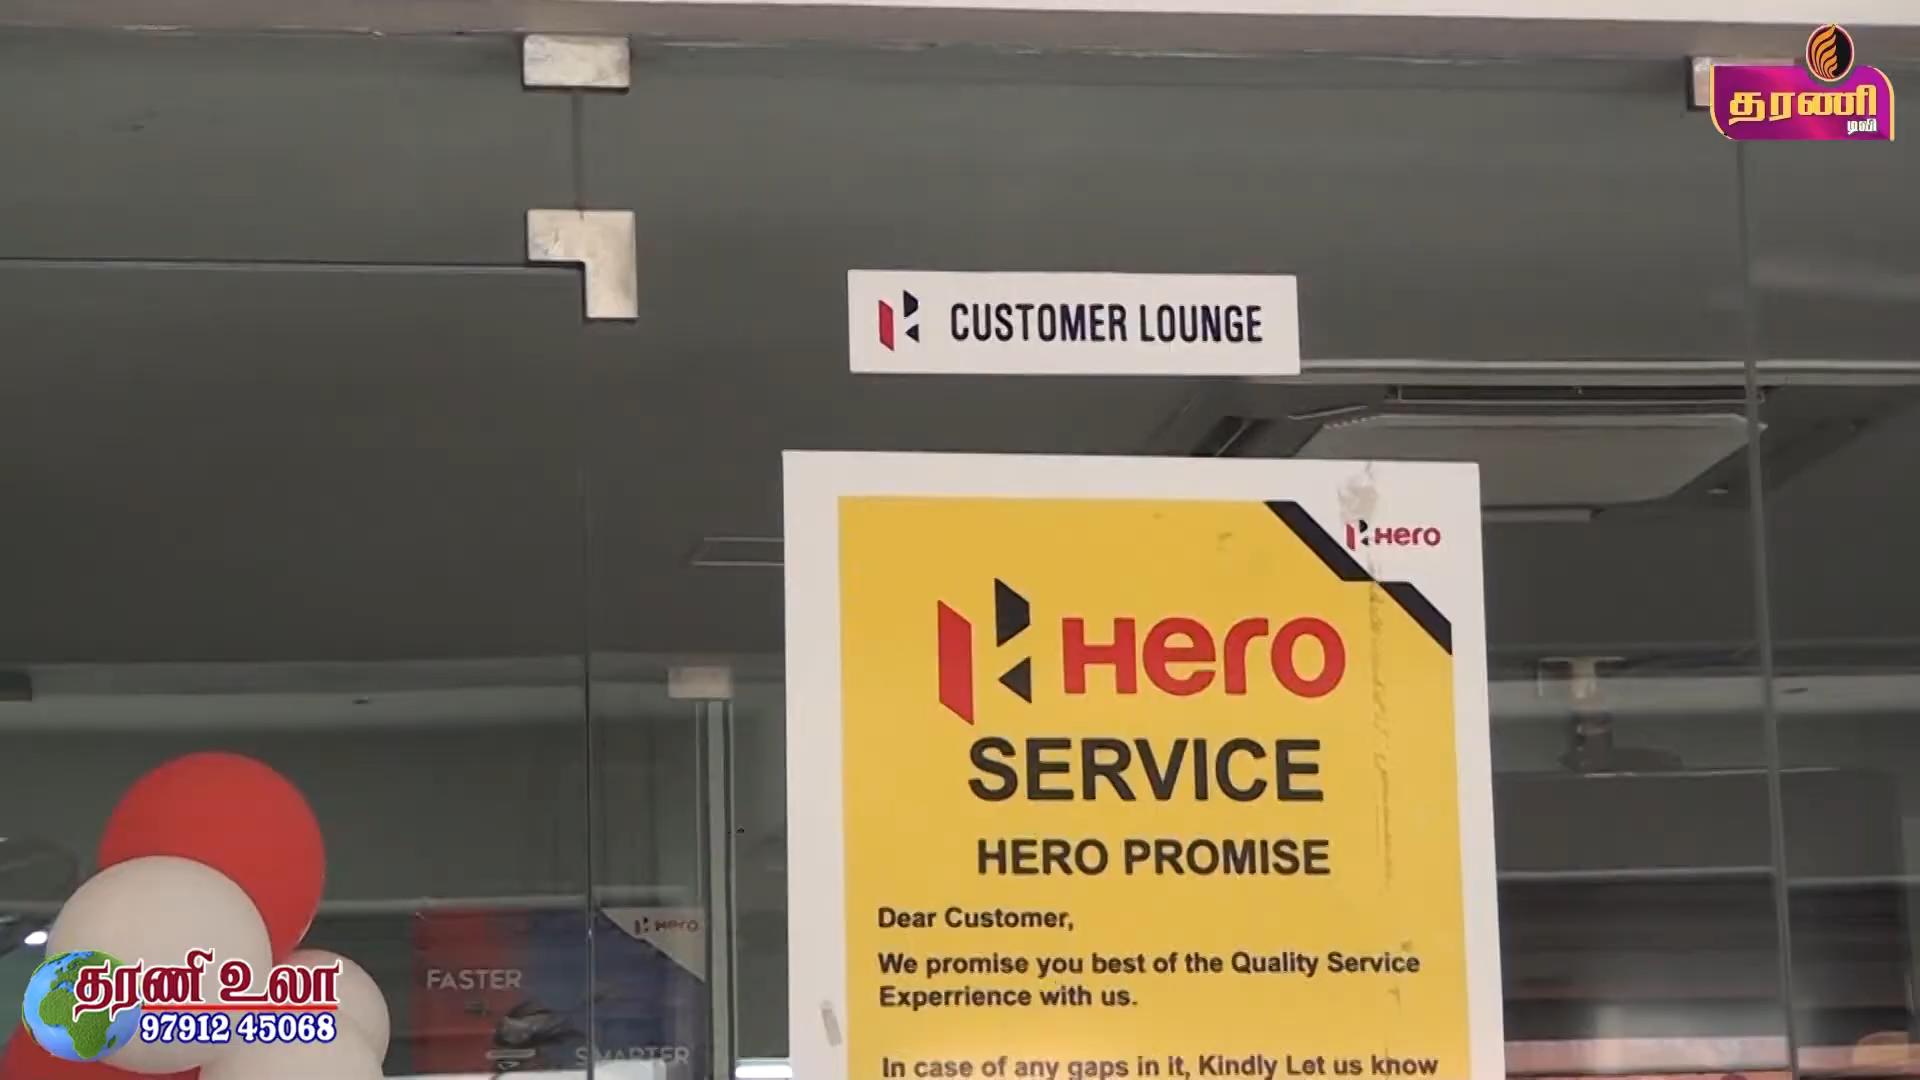 தரணி
டிவி
CUSTOMER LOUNGE
Hero
Hero
SERVICE
HERO PROMISE
Dear Customer,
We promise you best of the Quality Service
Experrience with us.
In case of any gaps in it, Kindly Let us know
Hero
FASTER
SMARTER
தரணி உலா
97912 45068